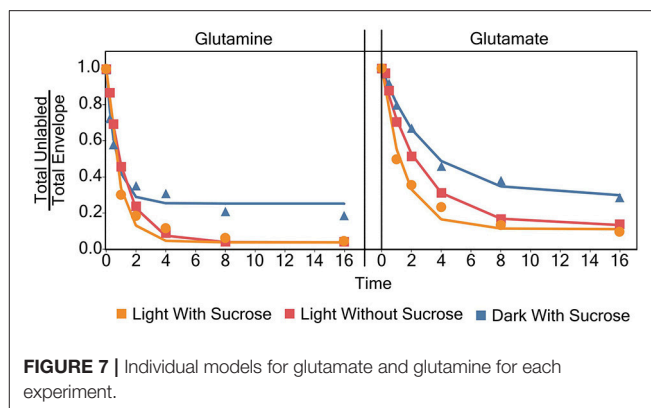 Glutamine Glutamate
Total Unlabled
Total Envelope
1.0
0.8
0.6
0.4
0.2
0.0
0 2 4 6 8 10 12 14 16 0 2 4 6 8 10 12 14 16
Time
Light With Sucrose Light Without Sucrose Dark With Sucrose
FIGURE 7 | Individual models for glutamate and glutamine for each
experiment.